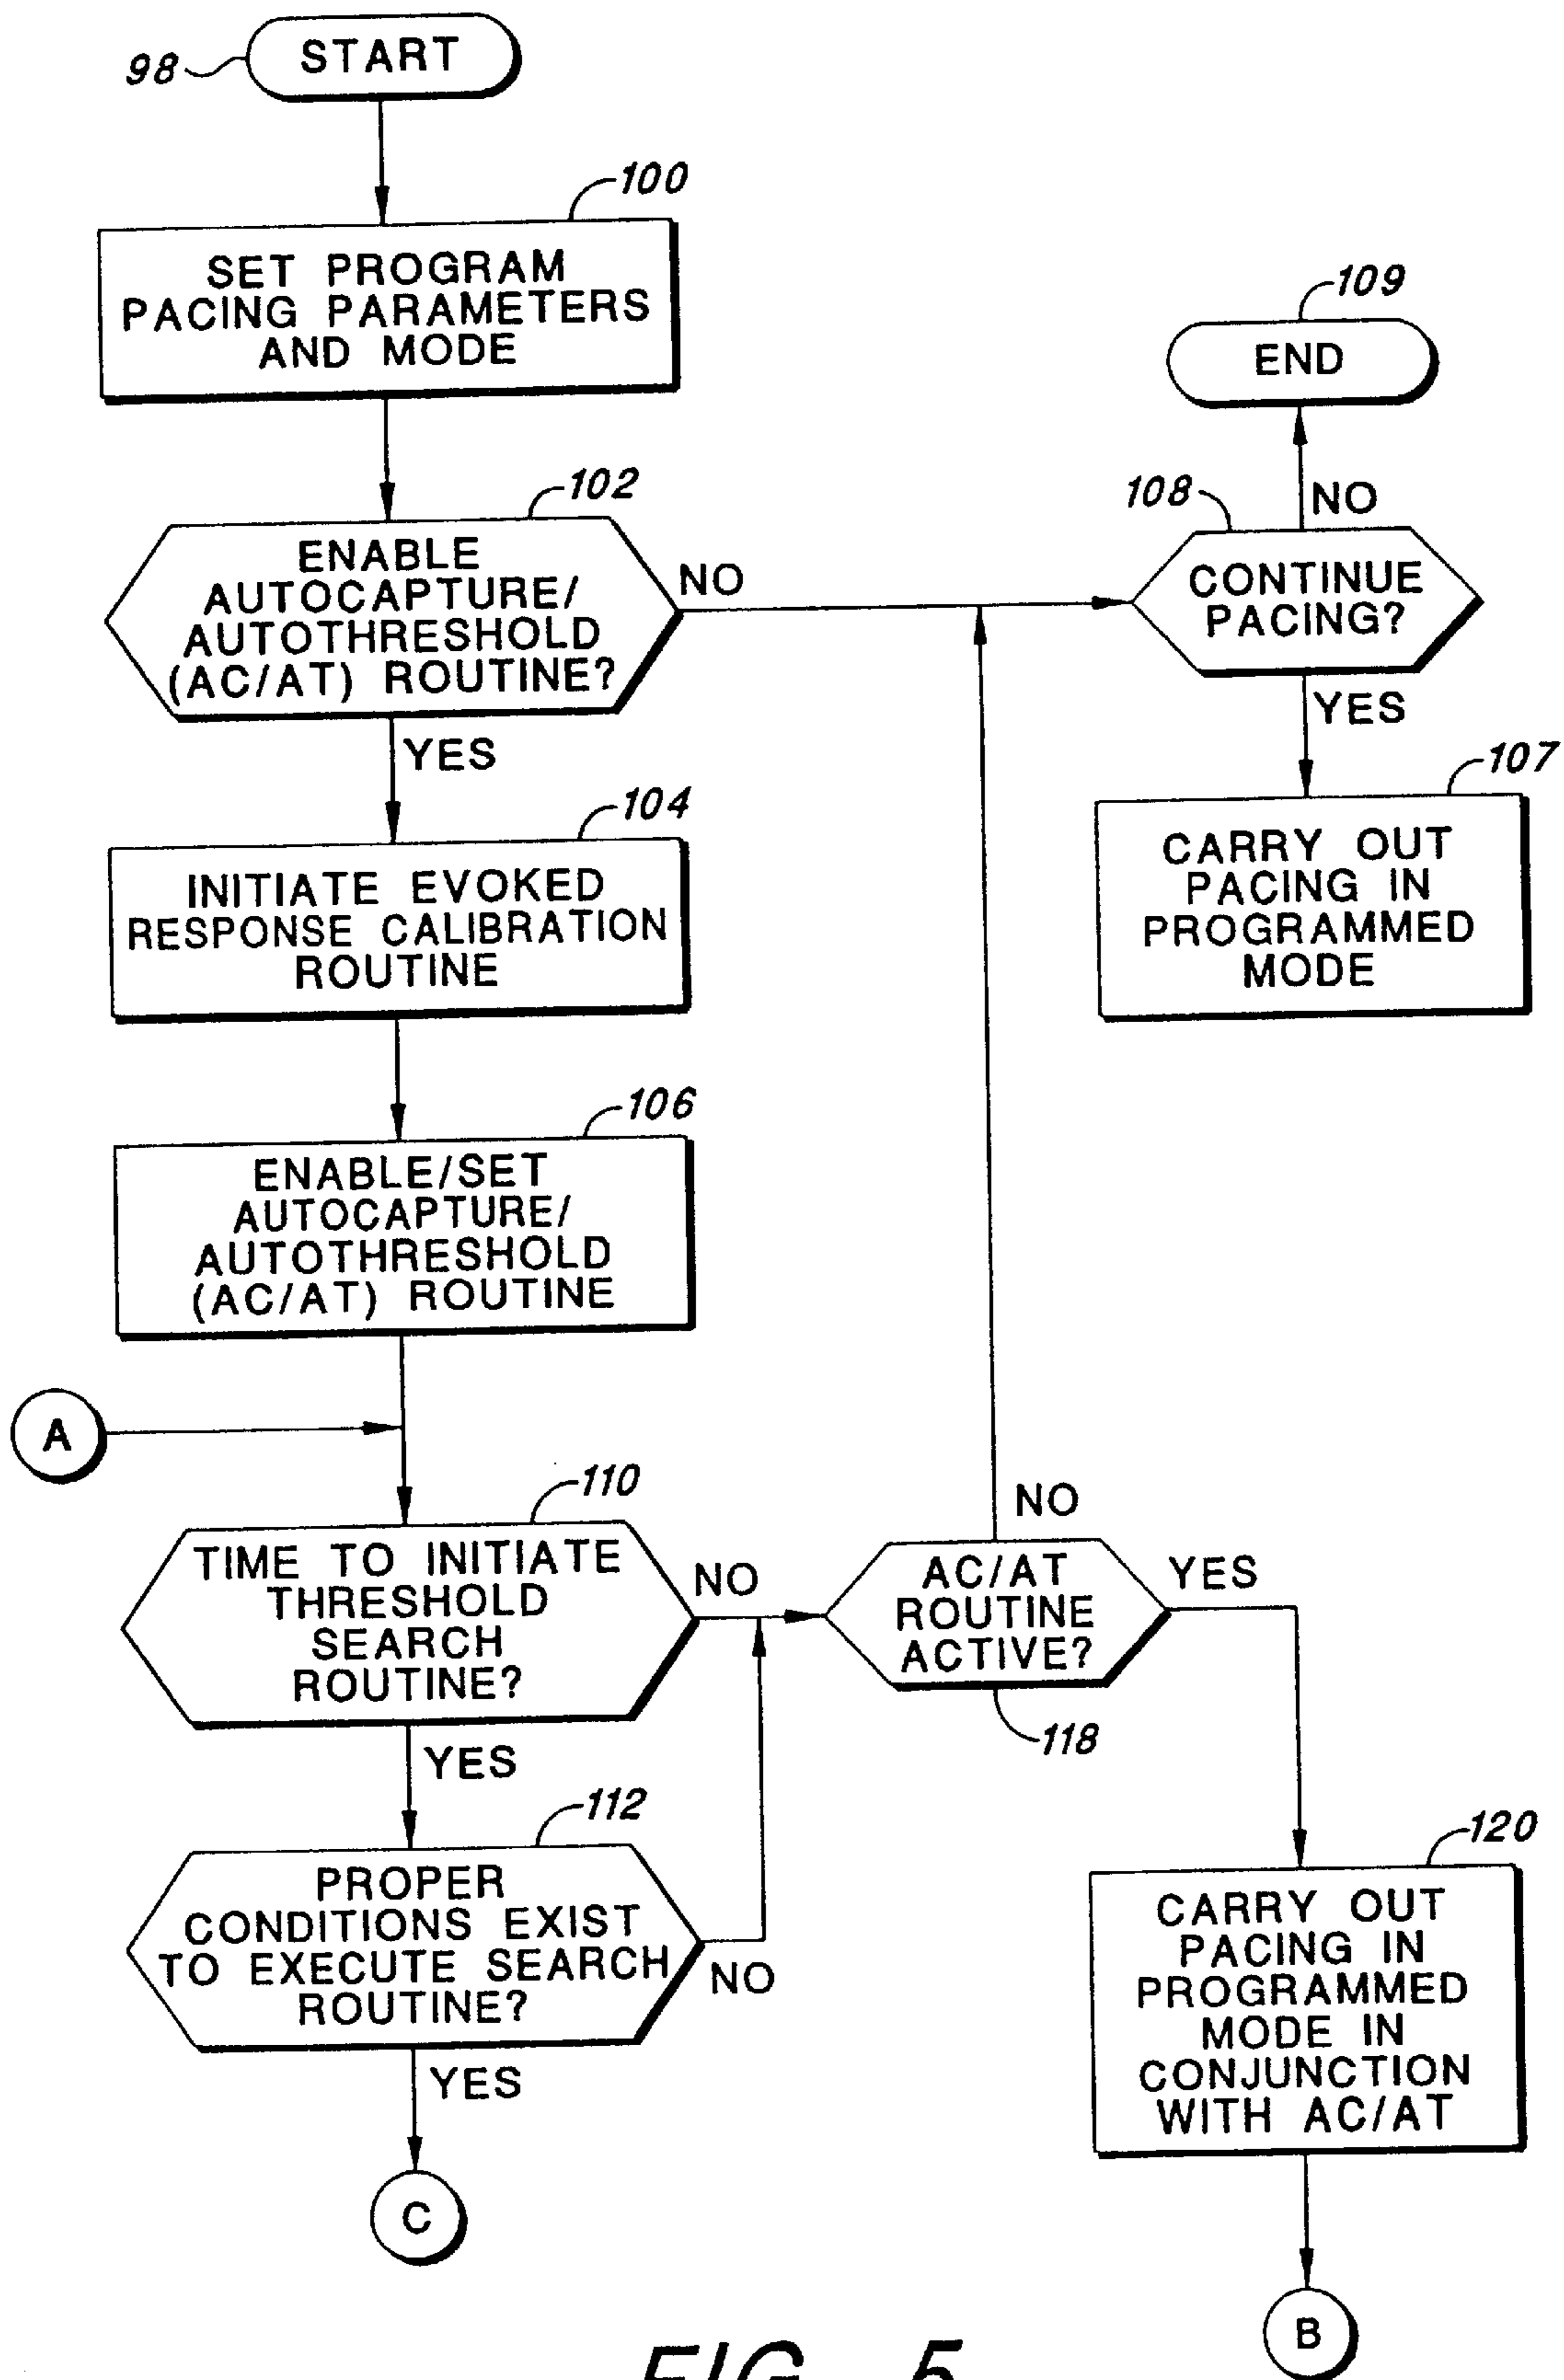 98
START
100
SET PROGRAM
PACING PARAMETERS
AND MODE
109
END
102
ENABLE
AUTOCAPTURE/
AUTOTHRESHOLD
(AC/AT) ROUTINE?
NO
YES
108
NO
CONTINUE
PACING?
YES
104
INITIATE EVOKED
RESPONSE CALIBRATION
ROUTINE
107
CARRY OUT
PACING IN
PROGRAMMED
MODE
106
ENABLE/SET
AUTOCAPTURE/
AUTOTHRESHOLD
(AC/AT) ROUTINE
A
110
TIME TO INITIATE
THRESHOLD
SEARCH
ROUTINE?
NO
YES
NO
AC/AT
ROUTINE
ACTIVE?
YES
118
112
PROPER
CONDITIONS EXIST
TO EXECUTE SEARCH
ROUTINE?
NO
YES
C
120
CARRY OUT
PACING IN
PROGRAMMED
MODE IN
CONJUNCTION
WITH AC/AT
B
FIG. 5